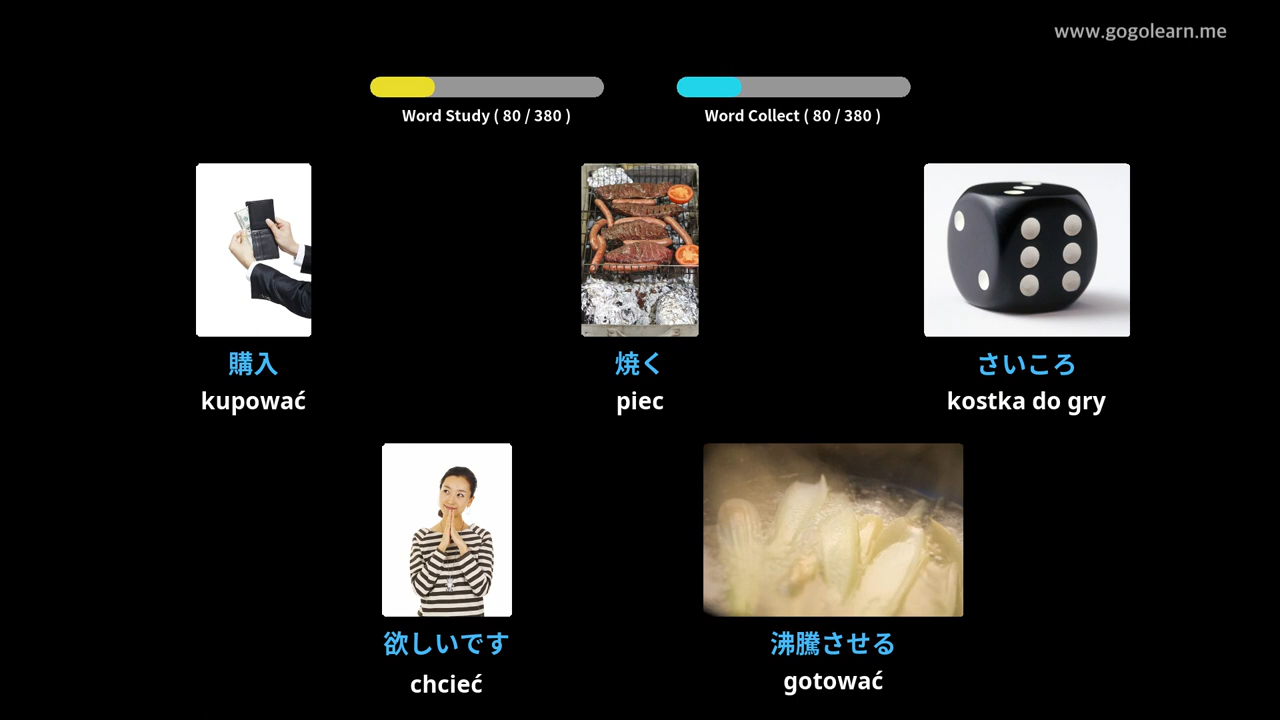 www.gogolearn.me
Word Study ( 80 / 380 )
Word Collect ( 80 / 380 )
購入
kupować
焼く
piec
さいころ
kostka do gry
欲しいです
chcieć
沸騰させる
gotować